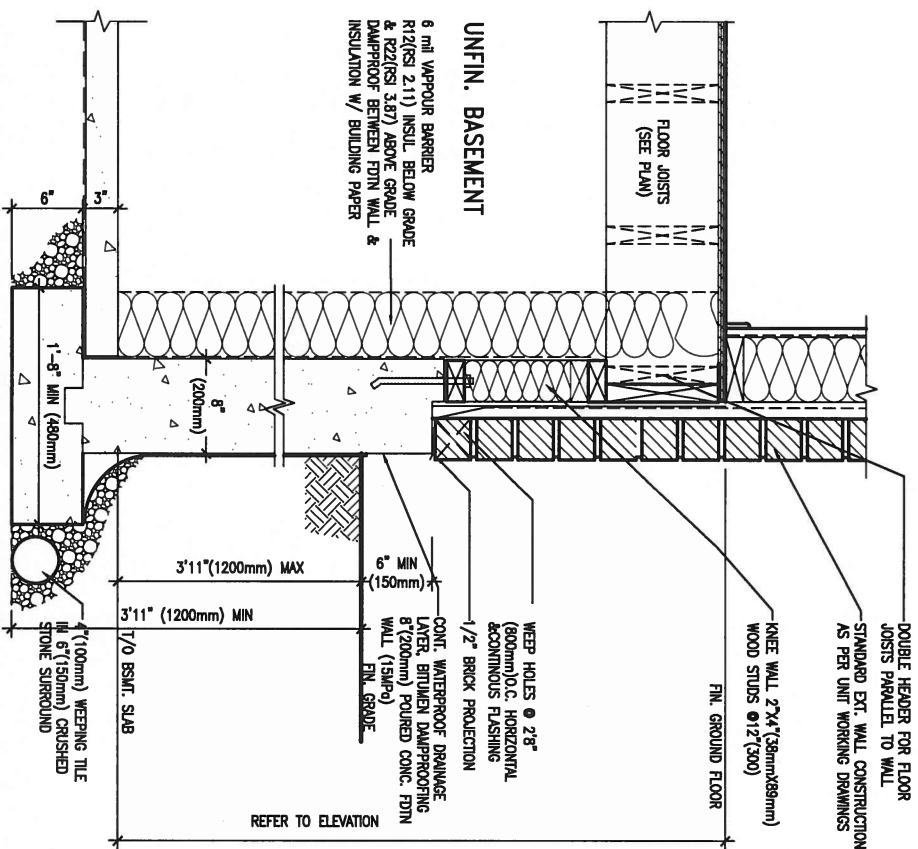 UNFIN. BASEMENT
6 mil VAPPOUR BARRIER
R12(RSI 2.11) INSUL BELOW GRADE
& R22(RSI 3.87) ABOVE GRADE
DAMPPROOF BETWEEN FDTN WALL &
INSULATION W/ BUILDING PAPER
FLOOR JOISTS
(SEE PLAN)
DOUBLE HEADER FOR FLOOR
JOISTS PARALLEL TO WALL
STANDARD EXT. WALL CONSTRUCTION
AS PER UNIT WORKING DRAWINGS
KNEE WALL 2"X4"(38mmX89mm)
WOOD STUDS @12"(300)
FIN. GROUND FLOOR
WEEP HOLES @ 2'8"
(800mm)O.C. HORIZONTAL
&CONTINOUS FLASHING
1/2" BRICK PROJECTION
CONT. WATERPROOF DRAINAGE
LAYER, BITUMEN DAMPPROOFING
8"(200mm) POURED CONC. FDTN
WALL (15MPa)
FIN. GRADE
6" MIN
(150mm)
3'11"(1200mm) MAX
3'11" (1200mm) MIN
REFER TO ELEVATION
T/O BSMT. SLAB
4"(100mm) WEEPING TILE
IN 6"(150mm) CRUSHED
STONE SURROUND
8"
(200mm)
1'-8" MIN (480mm)
6"
3"